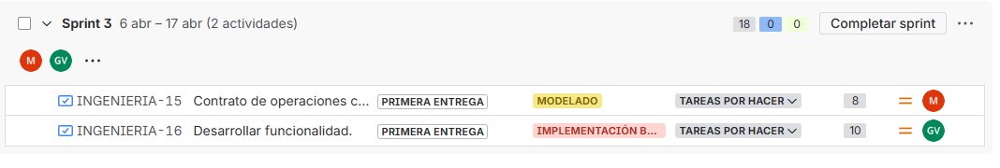 Sprint 3 6 abr – 17 abr (2 actividades) 18 0 0 Completar sprint
M GV
INGENIERIA-15 Contrato de operaciones c... PRIMERA ENTREGA MODELADO TAREAS POR HACER 8 M
INGENIERIA-16 Desarrollar funcionalidad. PRIMERA ENTREGA IMPLEMENTACIÓN B... TAREAS POR HACER 10 GV